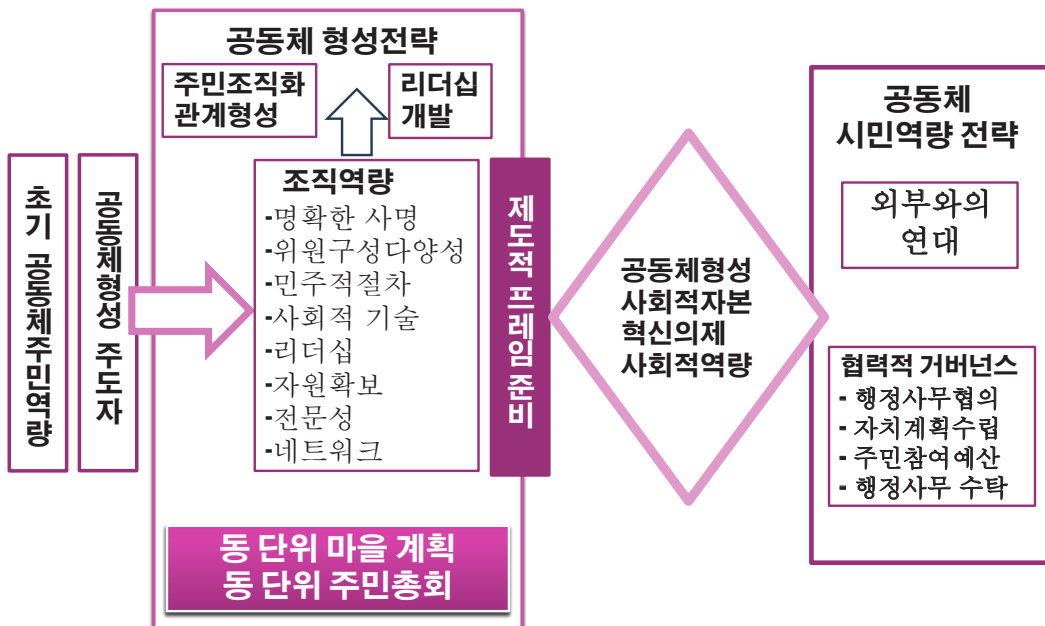 초기 공동체주민역량
공동체형성 주도자
공동체 형성전략
주민조직화
관계형성
리더십
개발
조직역량
-명확한 사명
-위원구성다양성
-민주적절차
-사회적 기술
-리더십
-자원확보
-전문성
-네트워크
동 단위 마을 계획
동 단위 주민총회
제도적 프레임 준비
공동체형성
사회적자본
혁신의제
사회적역량
공동체
시민역량 전략
외부와의
연대
협력적 거버넌스
- 행정사무협의
- 자치계획수립
- 주민참여예산
- 행정사무 수탁